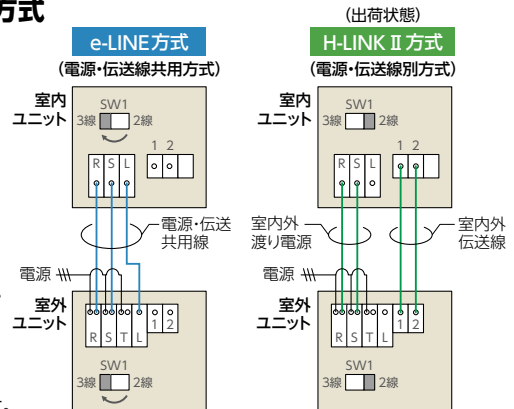 方式
e-LINE方式
(電源・伝送線共用方式)
室内
ユニット
SW1
3線 2線
1 2
R S L
電源・伝送
共用線
電源
室外
ユニット
R S T L 1 2
SW1
3線 2線
(出荷状態)
H-LINK Ⅱ 方式
(電源・伝送線別方式)
室内
ユニット
SW1
3線 2線
1 2
R S L
室内外
渡り電源
室内外
伝送線
電源
室外
ユニット
R S T L 1 2
SW1
3線 2線